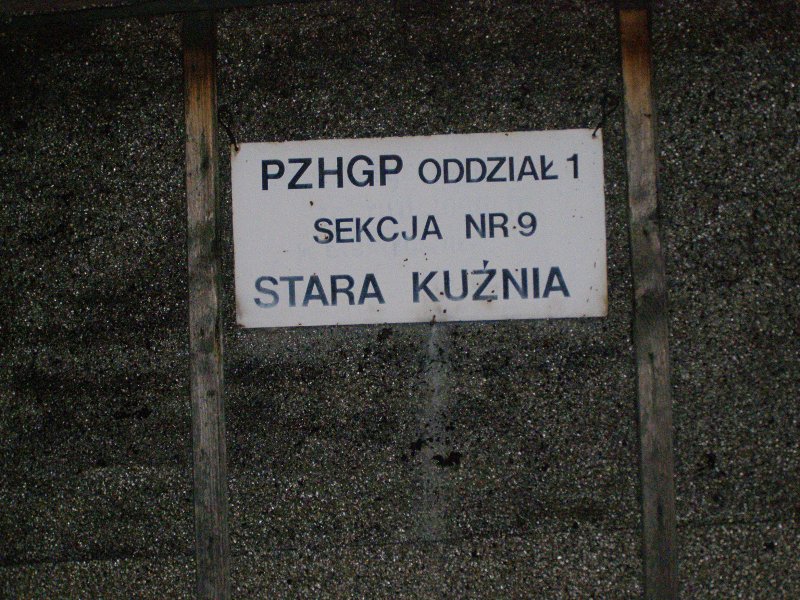 PZHGP ODDZIAŁ 1
SEKCJA NR 9
STARA KUŹNIA